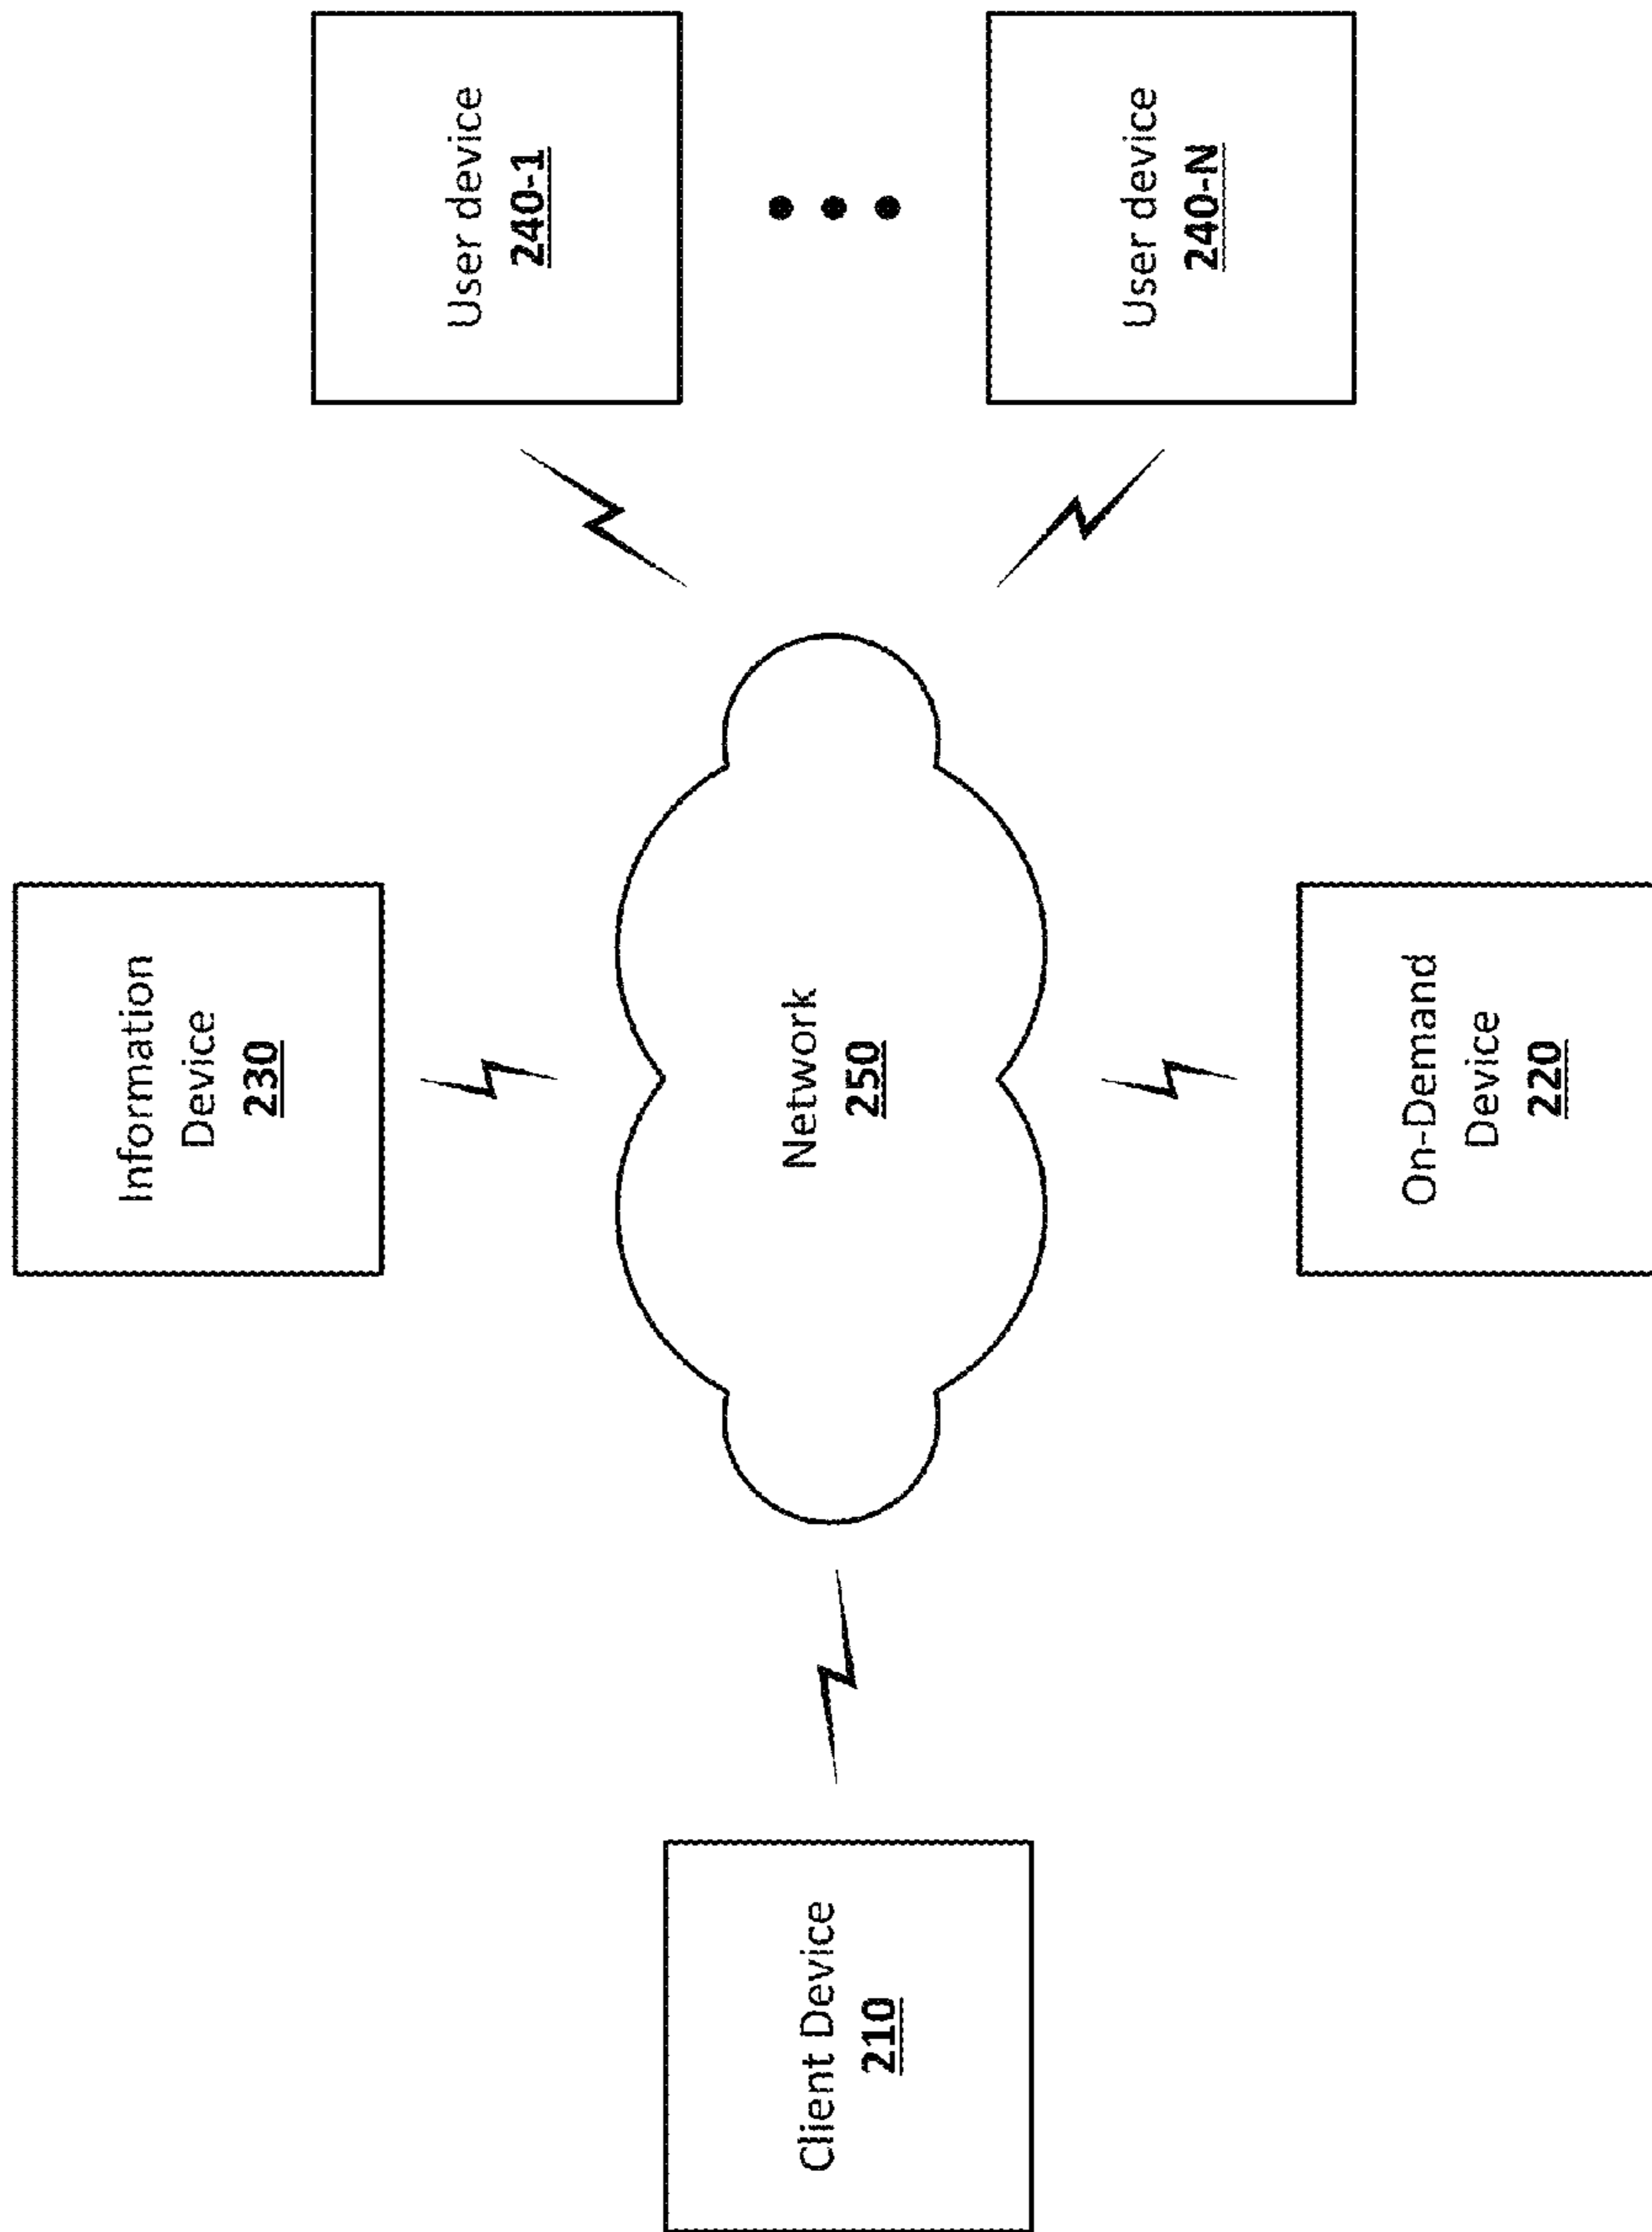 Information
Device
230
Client Device
210
Network
250
User device
240-1
User device
240-N
On-Demand
Device
220